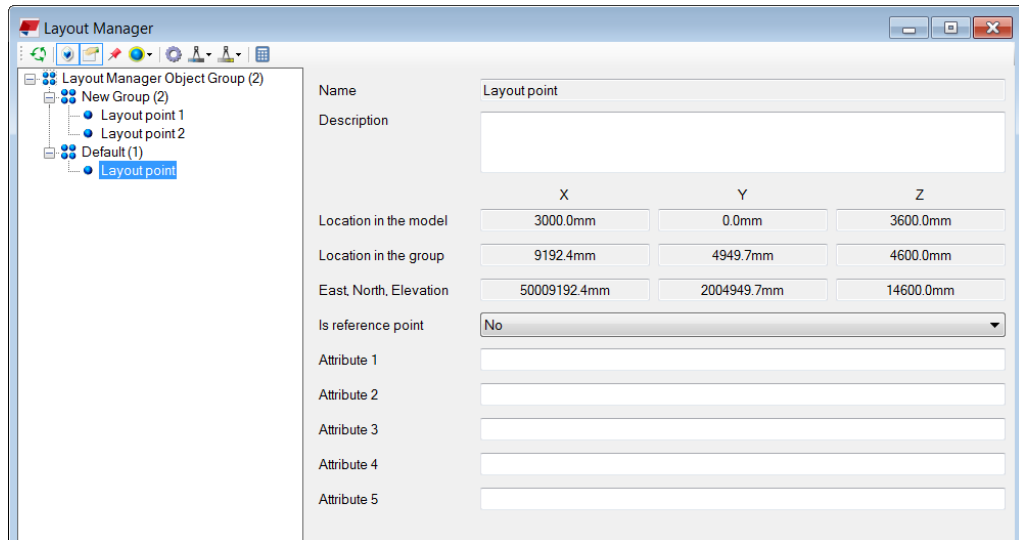 Layout Manager
Layout Manager Object Group (2)
New Group (2)
Layout point 1
Layout point 2
Default (1)
Layout point
Name Layout point
Description
X Y Z
Location in the model 3000.0mm 0.0mm 3600.0mm
Location in the group 9192.4mm 4949.7mm 4600.0mm
East, North, Elevation 50009192.4mm 2004949.7mm 14600.0mm
Is reference point No
Attribute 1
Attribute 2
Attribute 3
Attribute 4
Attribute 5